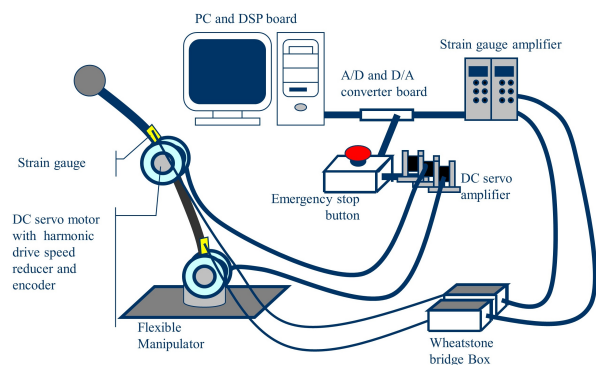 PC and DSP board
Strain gauge amplifier
A/D and D/A
converter board
Strain gauge
Emergency stop
button
DC servo
amplifier
DC servo motor
with harmonic
drive speed
reducer and
encoder
Flexible
Manipulator
Wheatstone
bridge Box